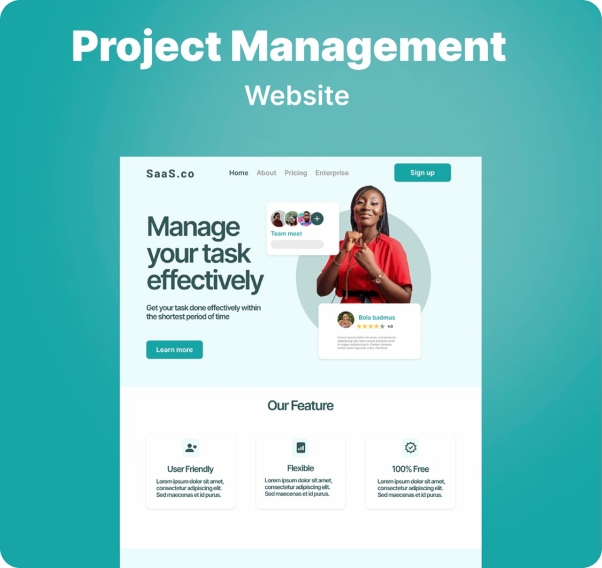 Project Management
Website
SaaS.co
Home About Pricing Enterprise
Sign up
Manage
your task
effectively
Get your task done effectively within
the shortest period of time
Learn more
Team meet
Bola badmus
4.0
Our Feature
User Friendly
Lorem ipsum dolor sit amet,
consectetur adipiscing elit.
Sed maecenas et id purus.
Flexible
Lorem ipsum dolor sit amet,
consectetur adipiscing elit.
Sed maecenas et id purus.
100% Free
Lorem ipsum dolor sit amet,
consectetur adipiscing elit.
Sed maecenas et id purus.